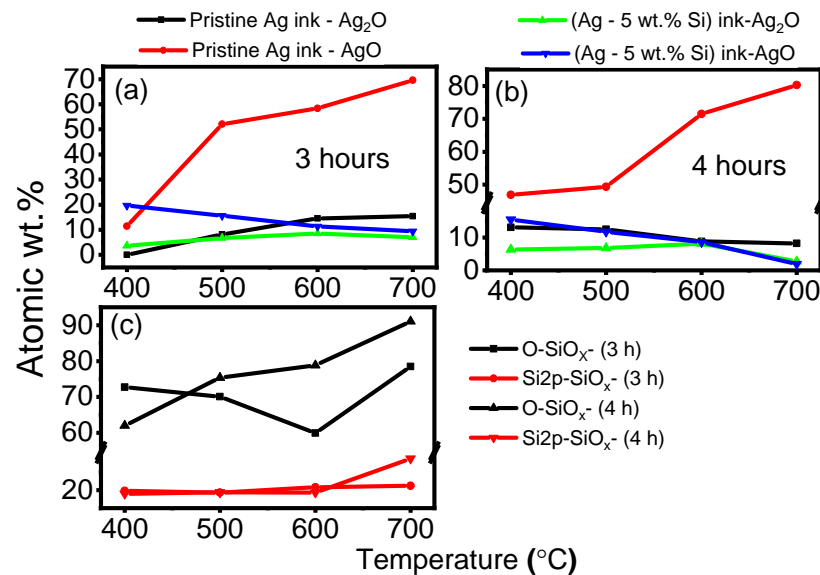 Pristine Ag ink - Ag₂O
Pristine Ag ink - AgO
(Ag - 5 wt.% Si) ink-Ag₂O
(Ag - 5 wt.% Si) ink-AgO
Atomic wt.%
(a)
3 hours
70
60
50
40
30
20
10
0
400 500 600 700
(b)
4 hours
80
70
60
50
10
0
400 500 600 700
(c)
90
80
70
60
20
400 500 600 700
O-SiOX- (3 h)
Si2p-SiOX- (3 h)
O-SiOx- (4 h)
Si2p-SiOx- (4 h)
Temperature (°C)